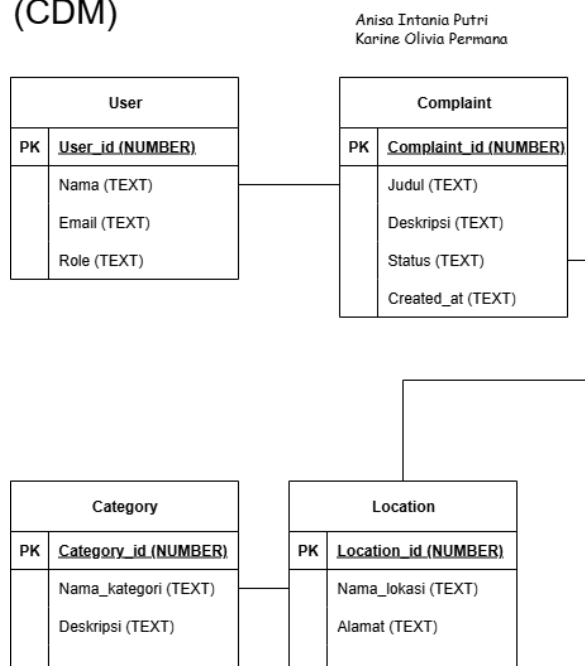 (CDM)
Anisa Intania Putri
Karine Olivia Permana
User
PK User_id (NUMBER)
Nama (TEXT)
Email (TEXT)
Role (TEXT)
Complaint
PK Complaint_id (NUMBER)
Judul (TEXT)
Deskripsi (TEXT)
Status (TEXT)
Created_at (TEXT)
Category
PK Category_id (NUMBER)
Nama_kategori (TEXT)
Deskripsi (TEXT)
Location
PK Location_id (NUMBER)
Nama_lokasi (TEXT)
Alamat (TEXT)